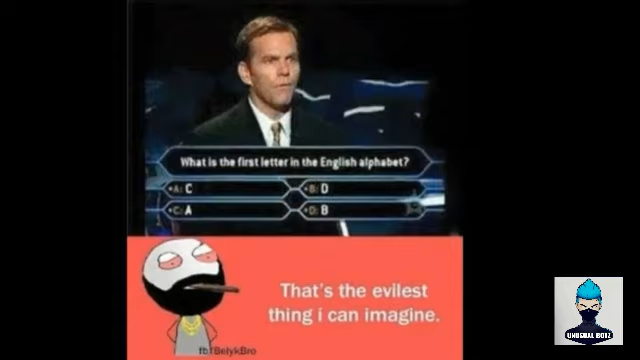 What is the first letter in the English alphabet?
A: C
B: D
C: A
D: B
That's the evilest
thing i can imagine.
fb/BelykBro
UNUSUAL BOIZ